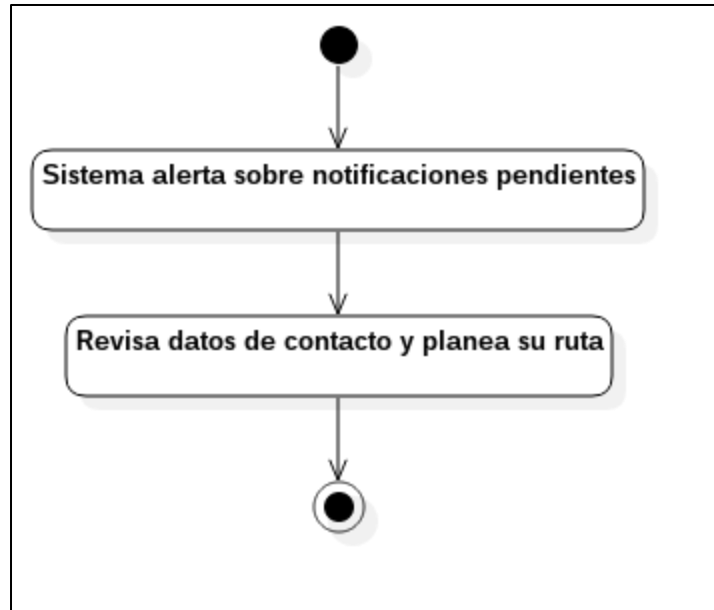 Sistema alerta sobre notificaciones pendientes
Revisa datos de contacto y planea su ruta